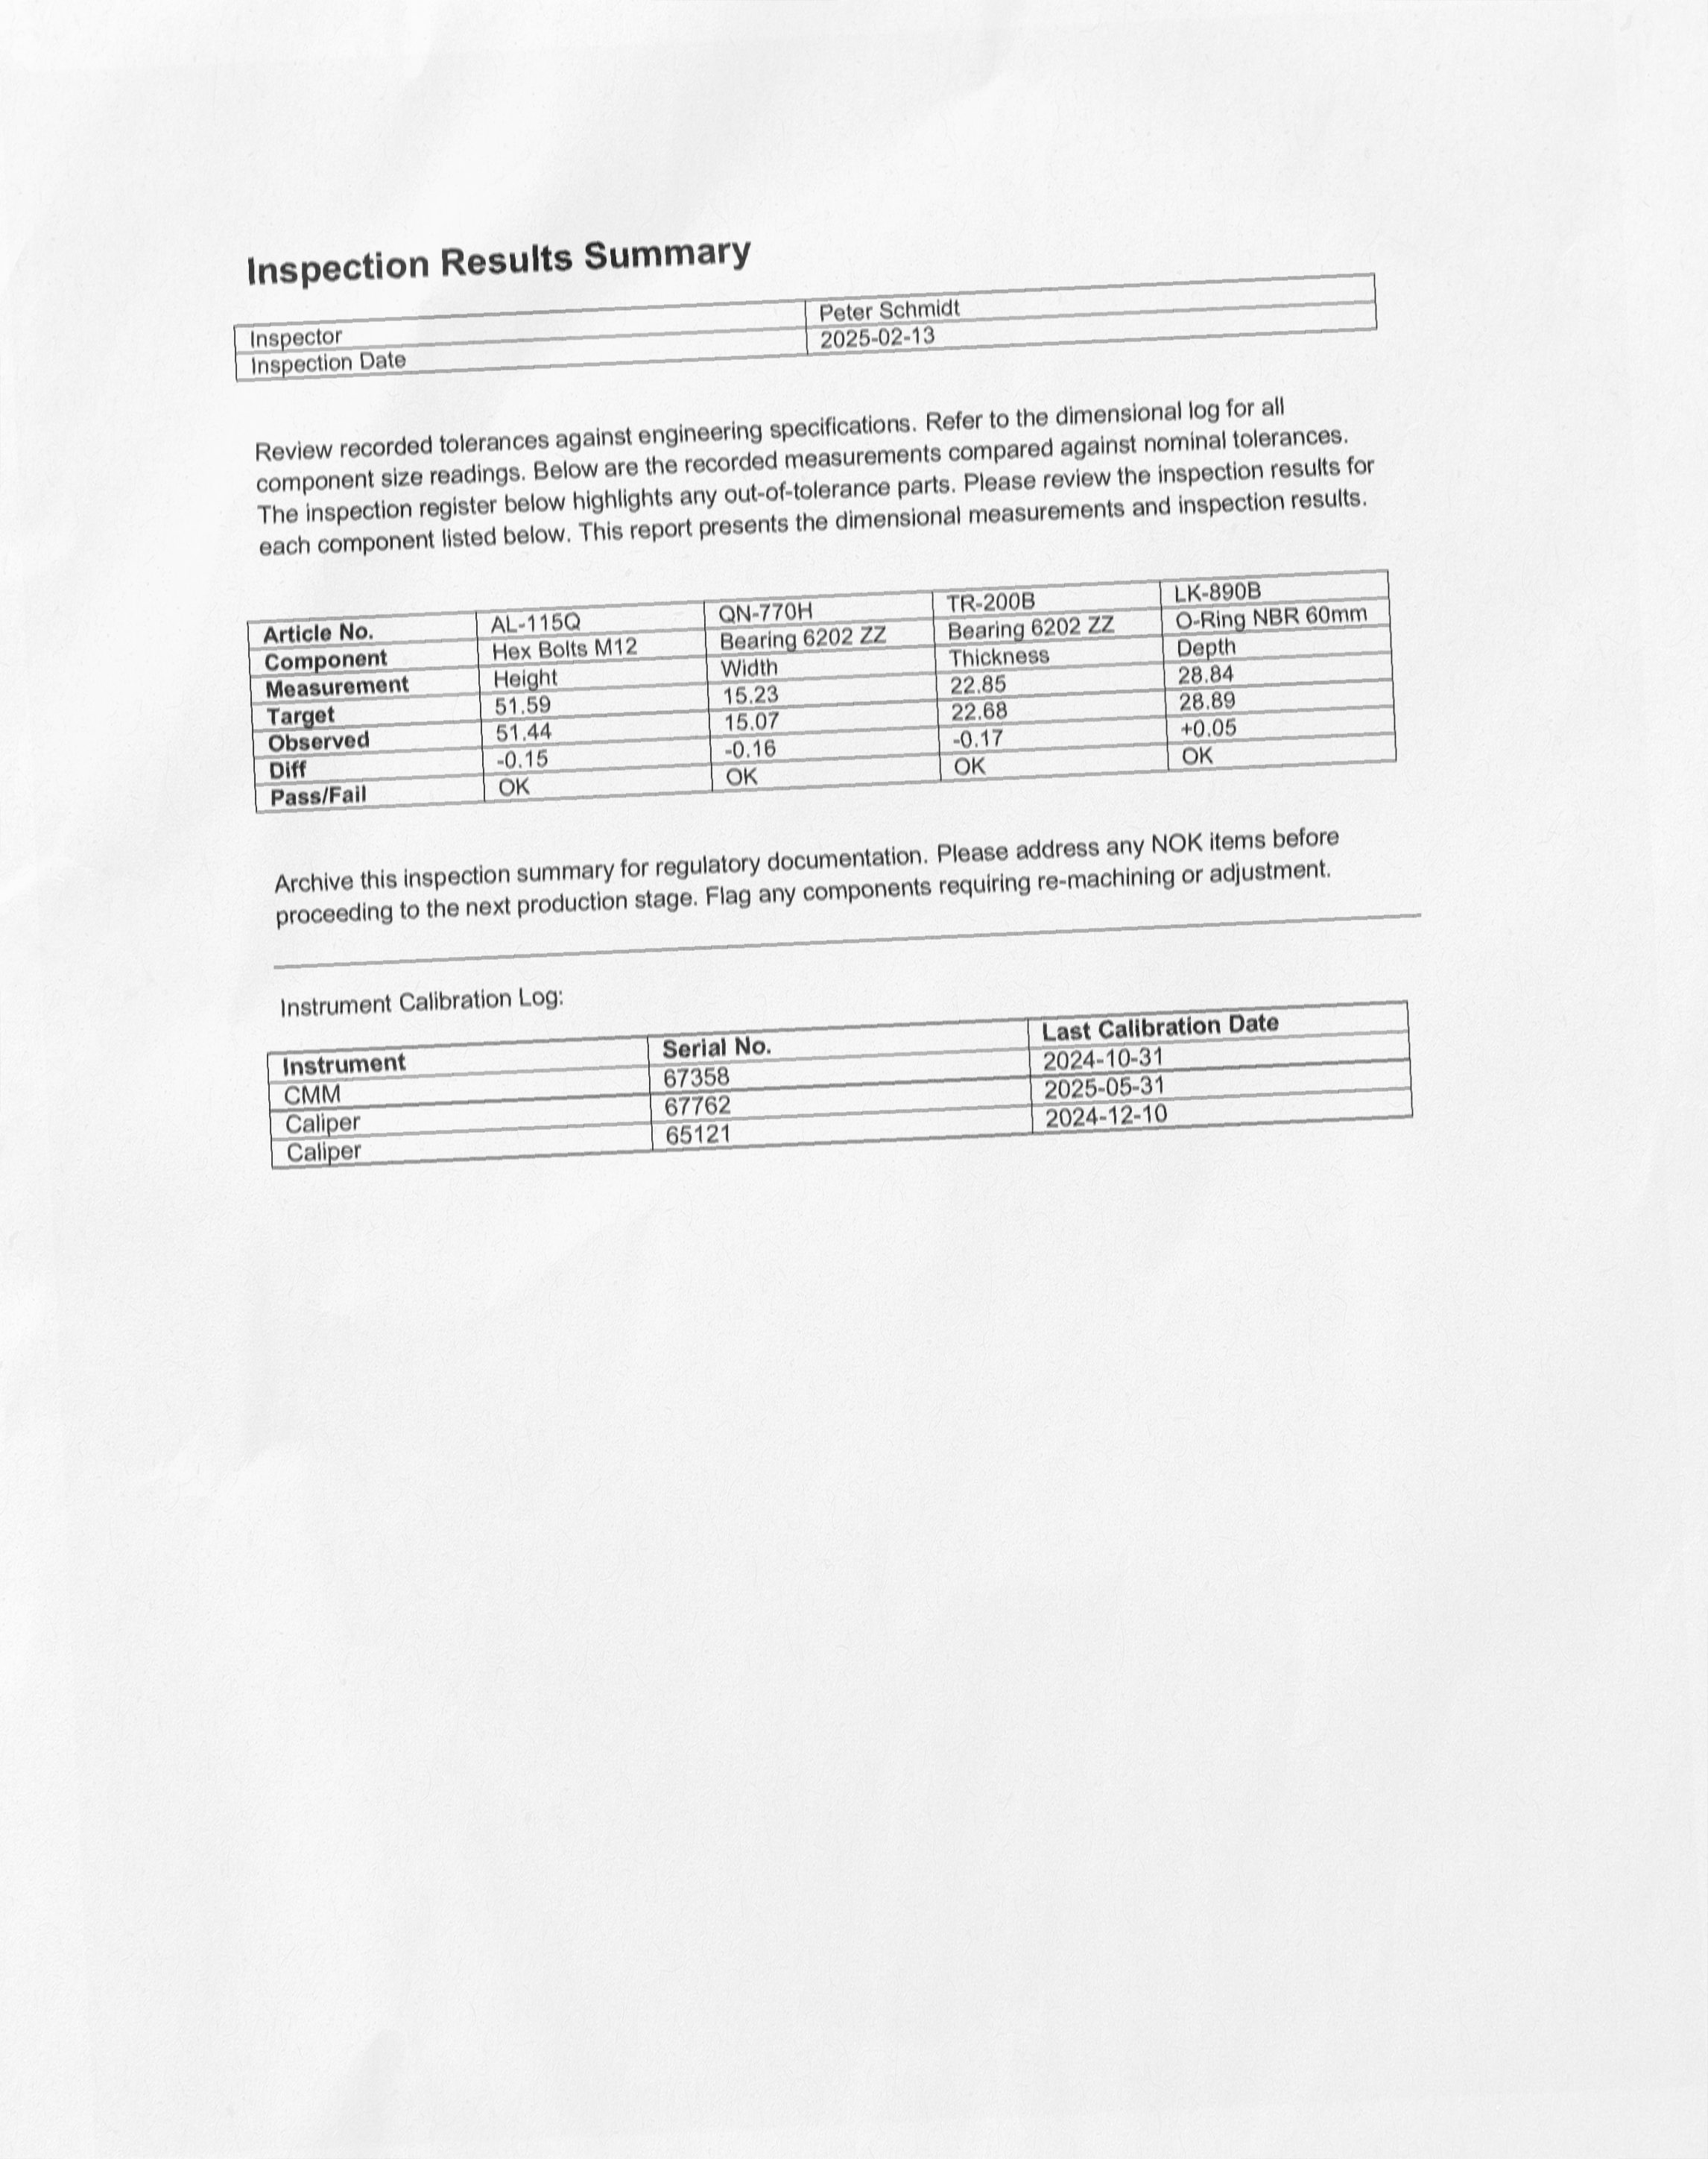 Inspection Results Summary
Inspector Peter Schmidt
Inspection Date 2025-02-13
Review recorded tolerances against engineering specifications. Refer to the dimensional log for all
component size readings. Below are the recorded measurements compared against nominal tolerances.
The inspection register below highlights any out-of-tolerance parts. Please review the inspection results for
each component listed below. This report presents the dimensional measurements and inspection results.
Article No. AL-115Q QN-770H TR-200B LK-890B
Component Hex Bolts M12 Bearing 6202 ZZ Bearing 6202 ZZ O-Ring NBR 60mm
Measurement Height Width Thickness Depth
Target 51.59 15.23 22.85 28.84
Observed 51.44 15.07 22.68 28.89
Diff -0.15 -0.16 -0.17 +0.05
Pass/Fail OK OK OK OK
Archive this inspection summary for regulatory documentation. Please address any NOK items before
proceeding to the next production stage. Flag any components requiring re-machining or adjustment.
Instrument Calibration Log:
Instrument Serial No. Last Calibration Date
CMM 67358 2024-10-31
Caliper 67762 2025-05-31
Caliper 65121 2024-12-10